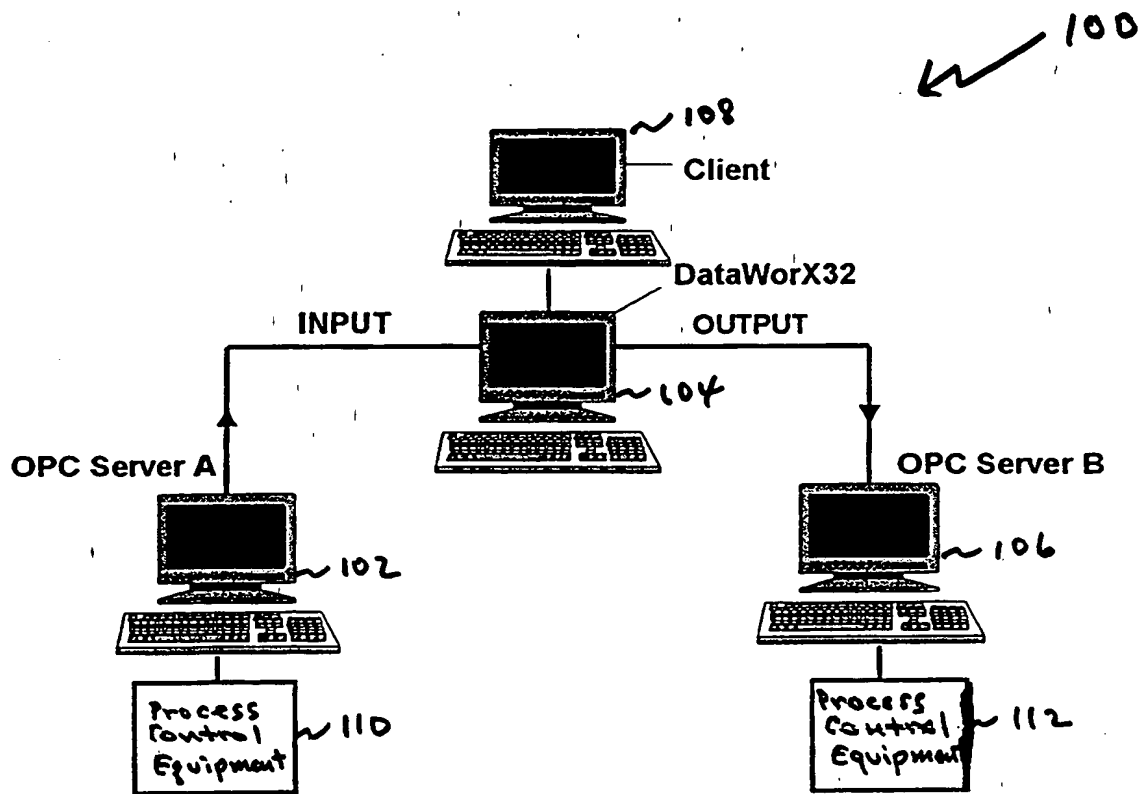 100
108
Client
DataWorX32
INPUT
OUTPUT
104
OPC Server A
OPC Server B
102
106
Process
Control
Equipment
110
Process
Control
Equipment
112